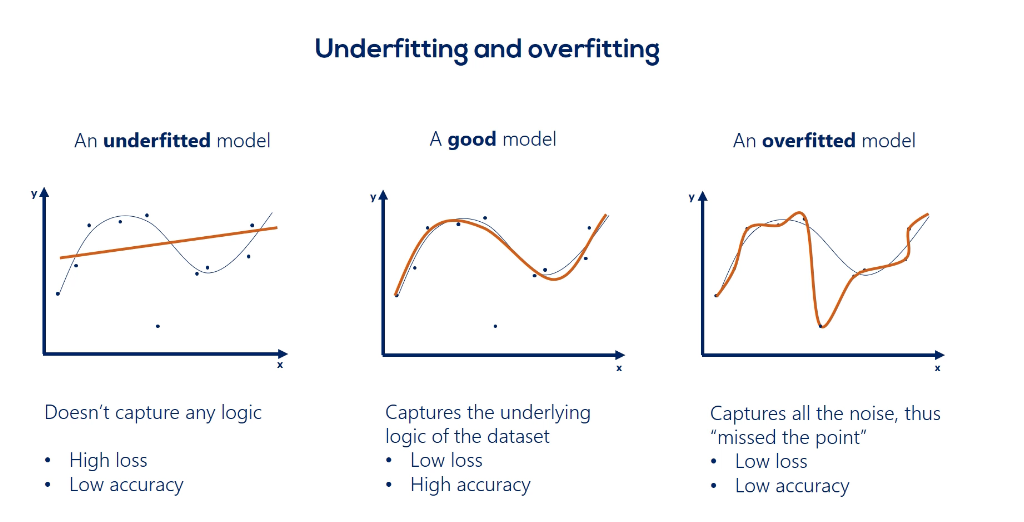 Underfitting and overfitting
An underfitted model
A good model
An overfitted model
y
x
y
x
y
x
Doesn't capture any logic
• High loss
• Low accuracy
Captures the underlying
logic of the dataset
• Low loss
• High accuracy
Captures all the noise, thus
“missed the point”
• Low loss
• Low accuracy